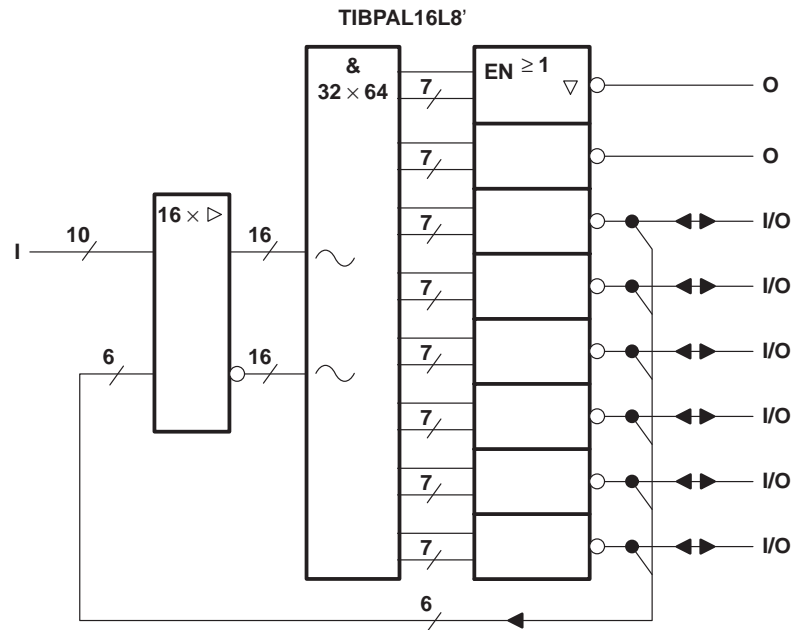 TIBPAL16L8’
&
32 × 64
EN ≥ 1
▽
7
O
7
O
16 × ▷
7
I/O
I
10
16
7
I/O
7
I/O
6
16
7
I/O
7
I/O
7
I/O
6